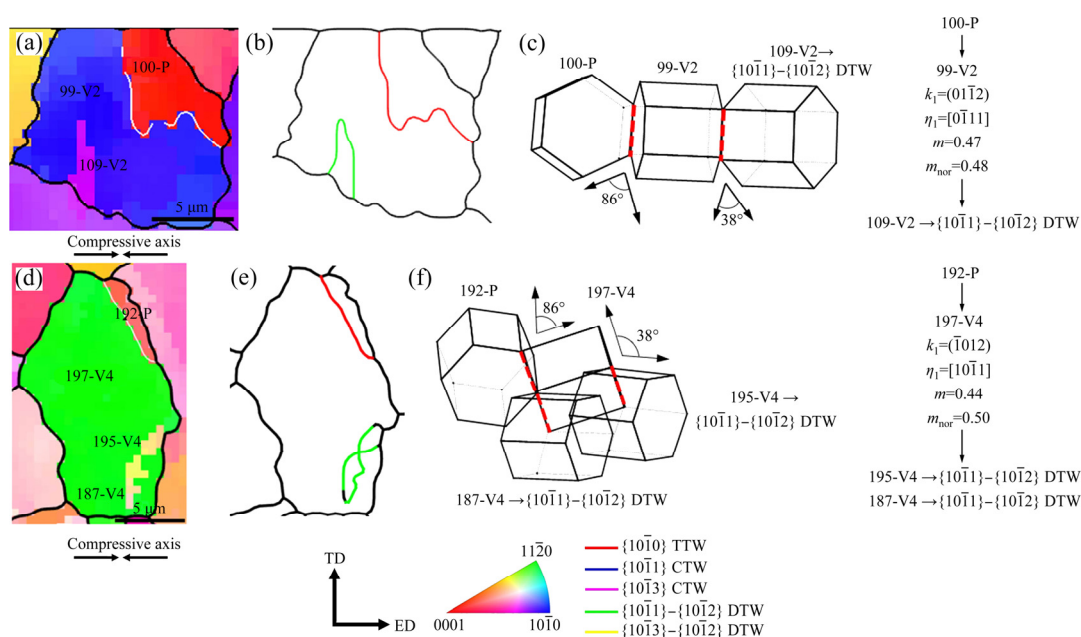 (a)
100-P
99-V2
109-V2
5 μm
Compressive axis
(b)
(c)
100-P
99-V2
109-V2→
{101̄1}−{101̄2} DTW
86°
38°
100-P
99-V2
k₁=(011̄2)
η₁=[01̄11]
m=0.47
mₙₒᵣ=0.48
109-V2→{101̄1}−{101̄2} DTW
(d)
192-P
197-V4
195-V4
187-V4
5 μm
Compressive axis
(e)
(f)
192-P
86°
197-V4
38°
195-V4→
{101̄1}−{101̄2} DTW
187-V4→{101̄1}−{101̄2} DTW
192-P
197-V4
k₁=(1̄012)
η₁=[101̄1]
m=0.44
mₙₒᵣ=0.50
195-V4→{101̄1}−{101̄2} DTW
187-V4→{101̄1}−{101̄2} DTW
TD
ED
112̄0
0001
101̄0
{101̄0} TTW
{101̄1} CTW
{101̄3} CTW
{101̄1}−{101̄2} DTW
{101̄3}−{101̄2} DTW